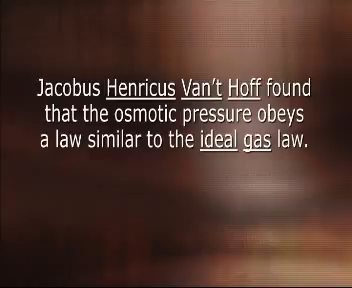 Jacobus Henricus Van't Hoff found
that the osmotic pressure obeys
a law similar to the ideal gas law.